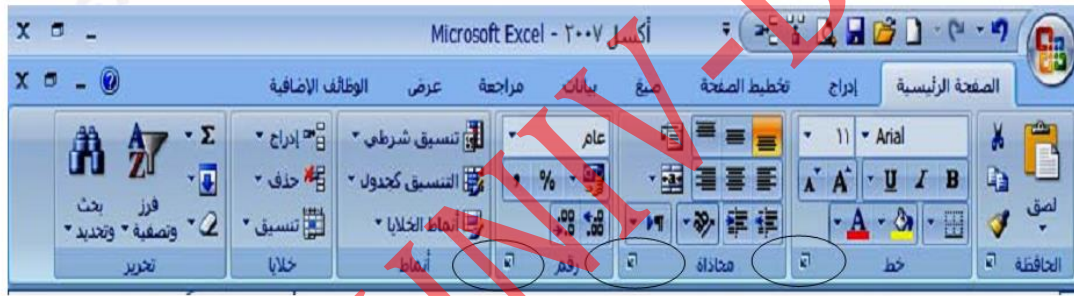 أكسل ٢٠٠٧ - Microsoft Excel
الصفحة الرئيسية إدراج تخطيط الصفحة صيغ بيانات مراجعة عرض الوظائف الإضافية
Arial ١١ عام تنسيق شرطي إدراج Σ
لصق B I U A A % , التنسيق كجدول حذف فرز وتصفية بحث وتحديد
A أنماط الخلايا تنسيق
الحافظة خط محاذاة رقم أنماط خلايا تحرير